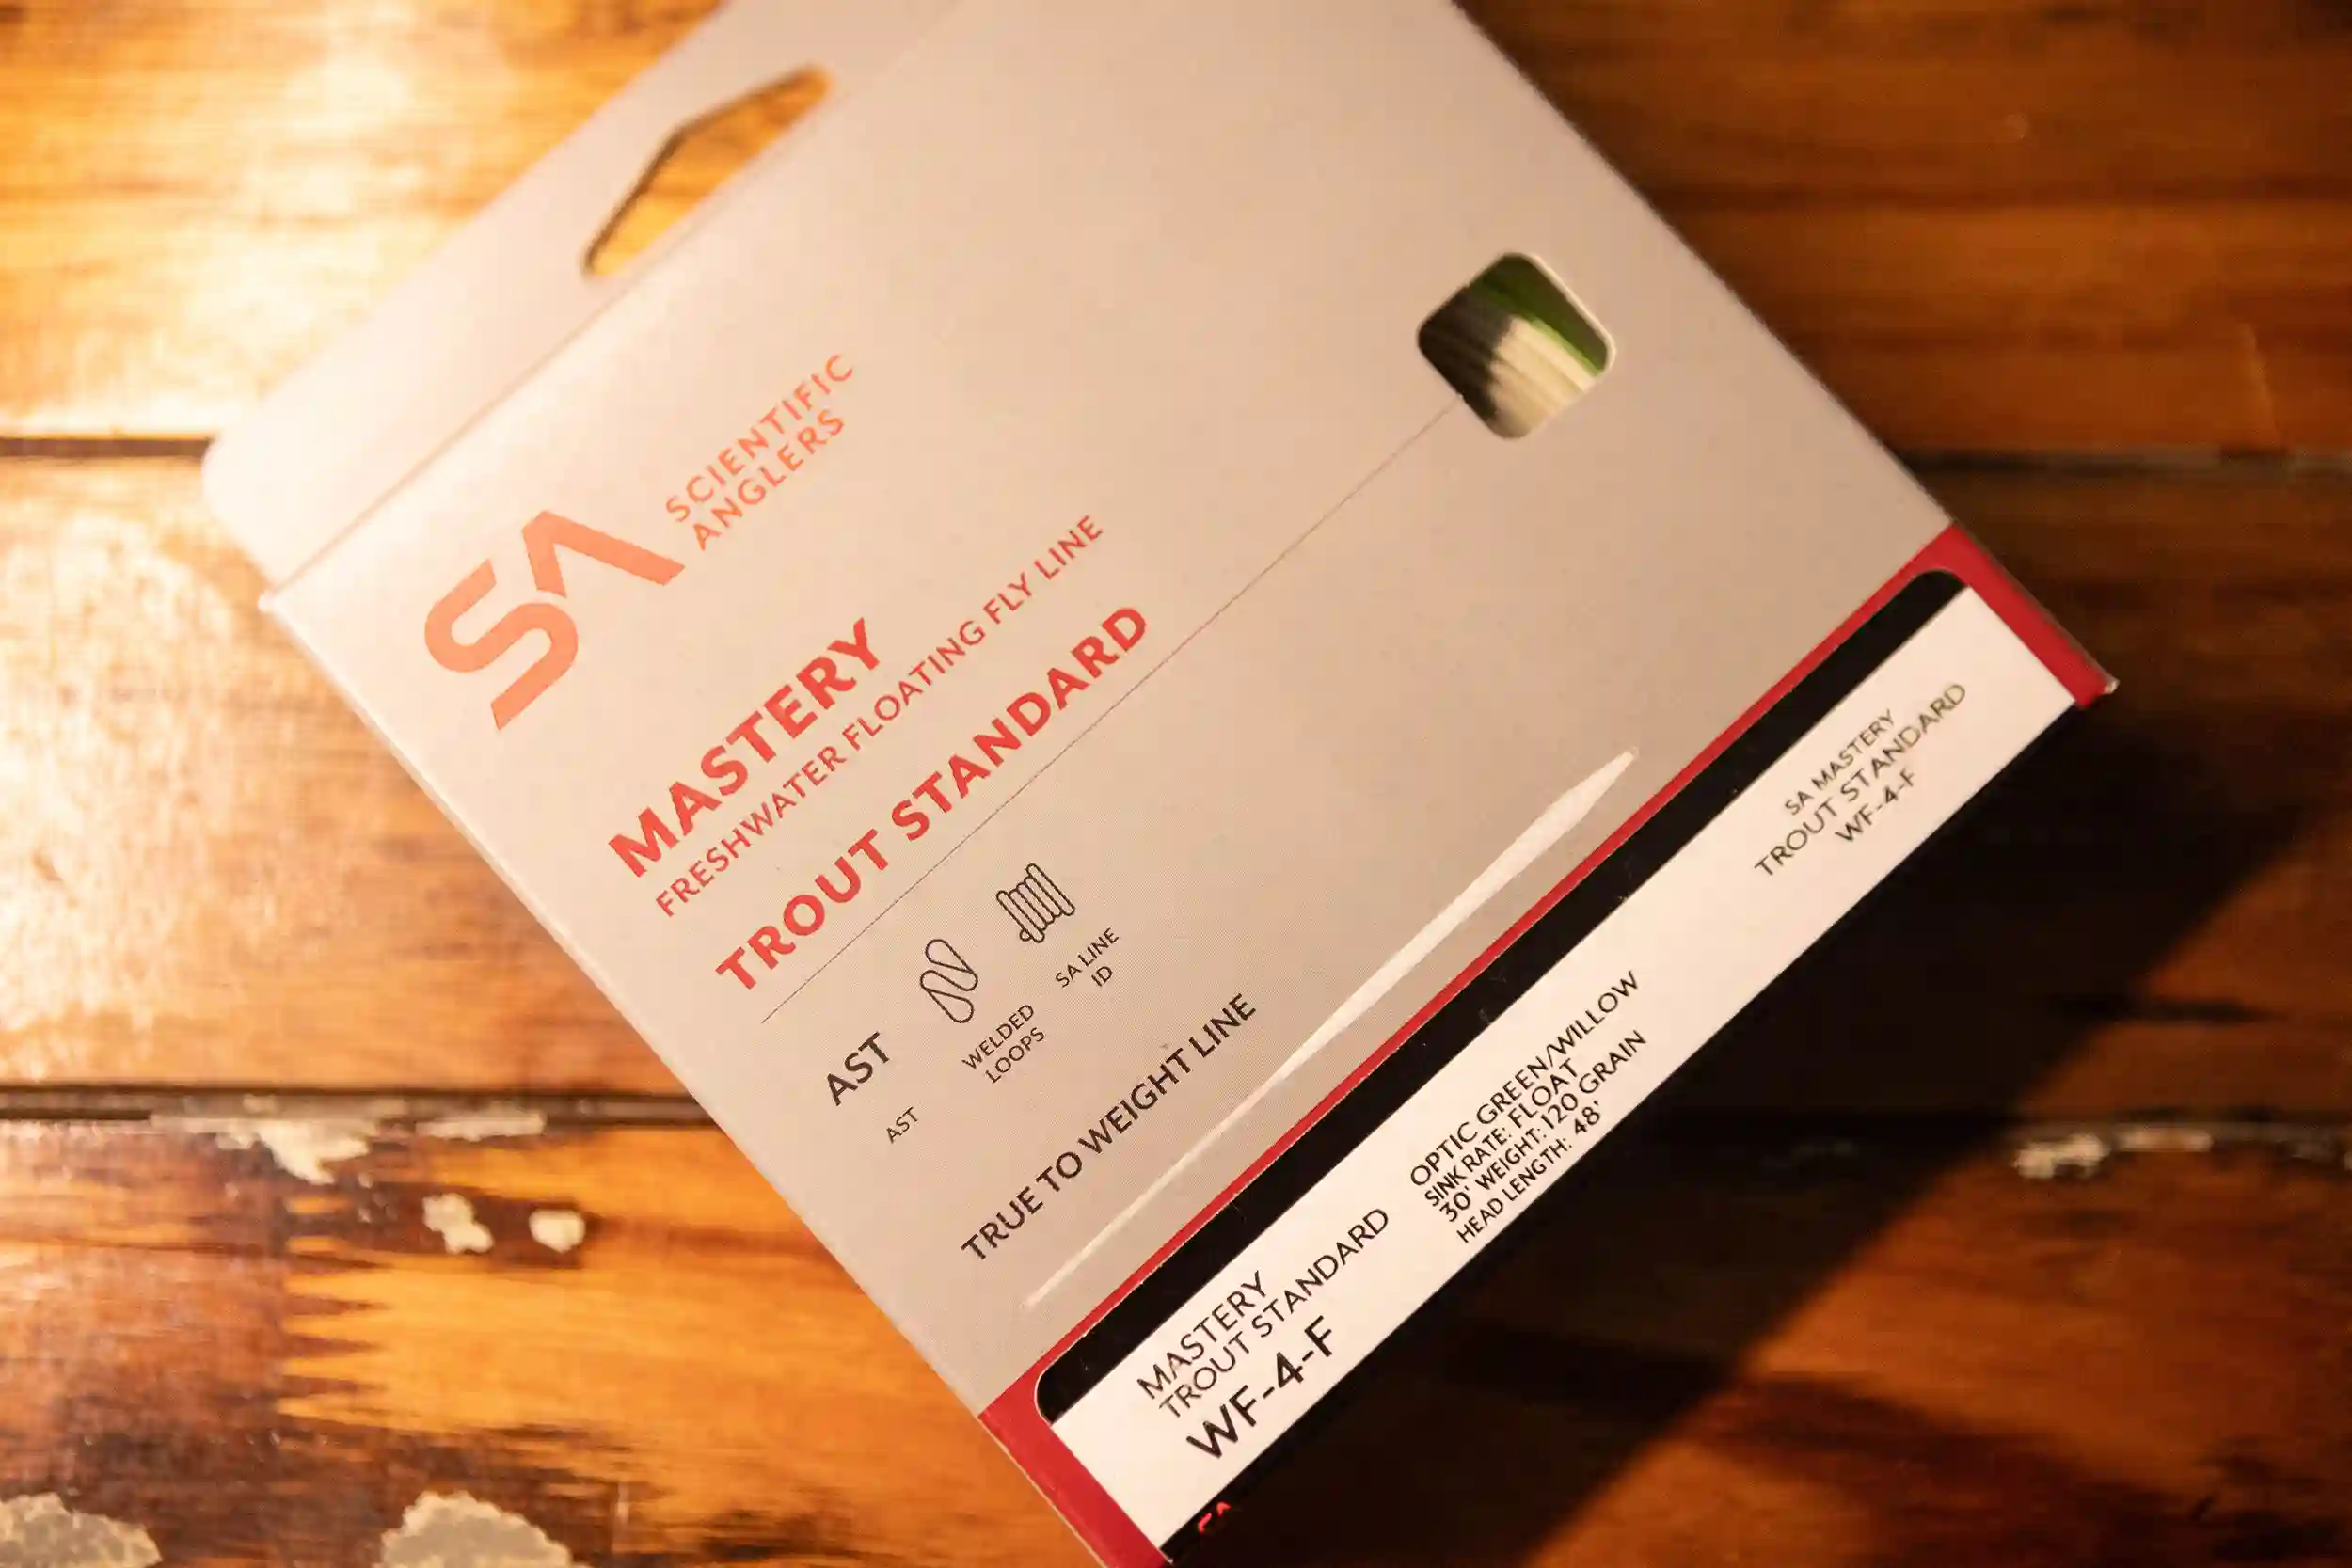 SA
SCIENTIFIC
ANGLERS
MASTERY
FRESHWATER FLOATING FLY LINE
TROUT STANDARD
AST
AST
WELDED
LOOPS
SA LINE
ID
TRUE TO WEIGHT LINE
MASTERY
TROUT STANDARD
WF-4-F
OPTIC GREEN/WILLOW
SINK RATE: FLOAT
30' WEIGHT: 120 GRAIN
HEAD LENGTH: 48'
SA MASTERY
TROUT STANDARD
WF-4-F